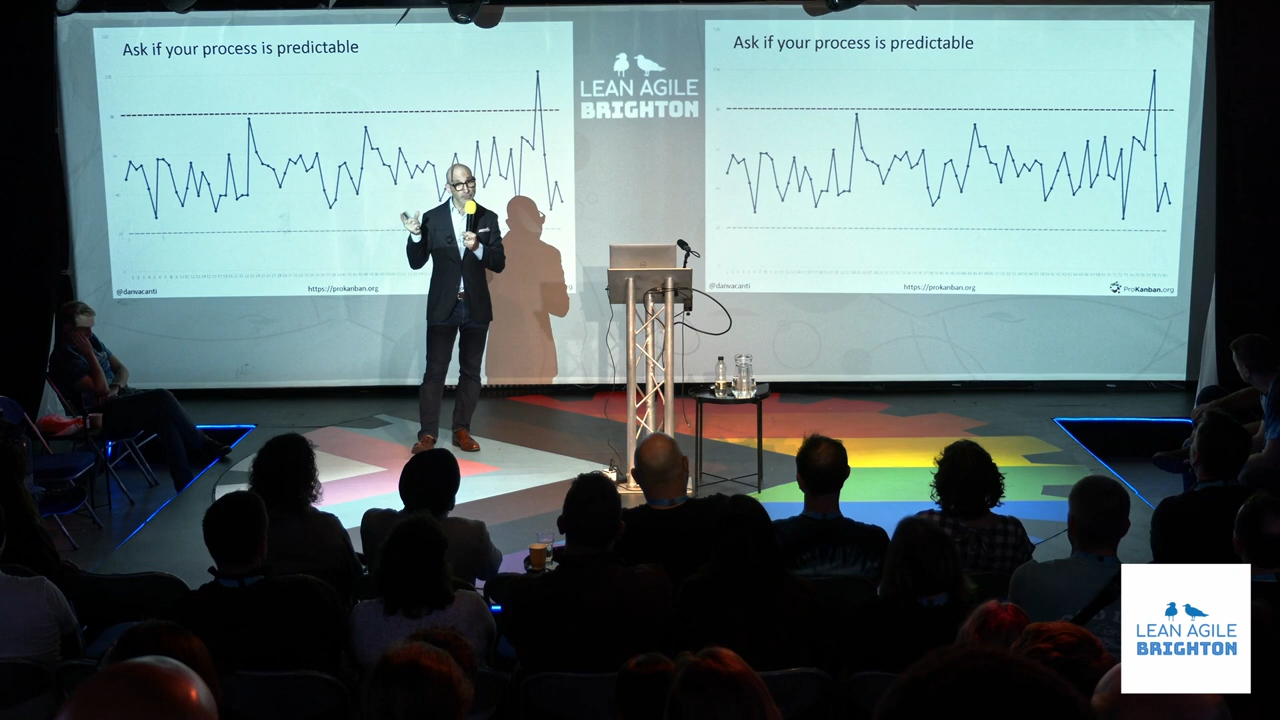 Ask if your process is predictable
@danvacanti
https://prokanban.org
LEAN AGILE
BRIGHTON
Ask if your process is predictable
@danvacanti
https://prokanban.org
ProKanban.org
LEAN AGILE
BRIGHTON